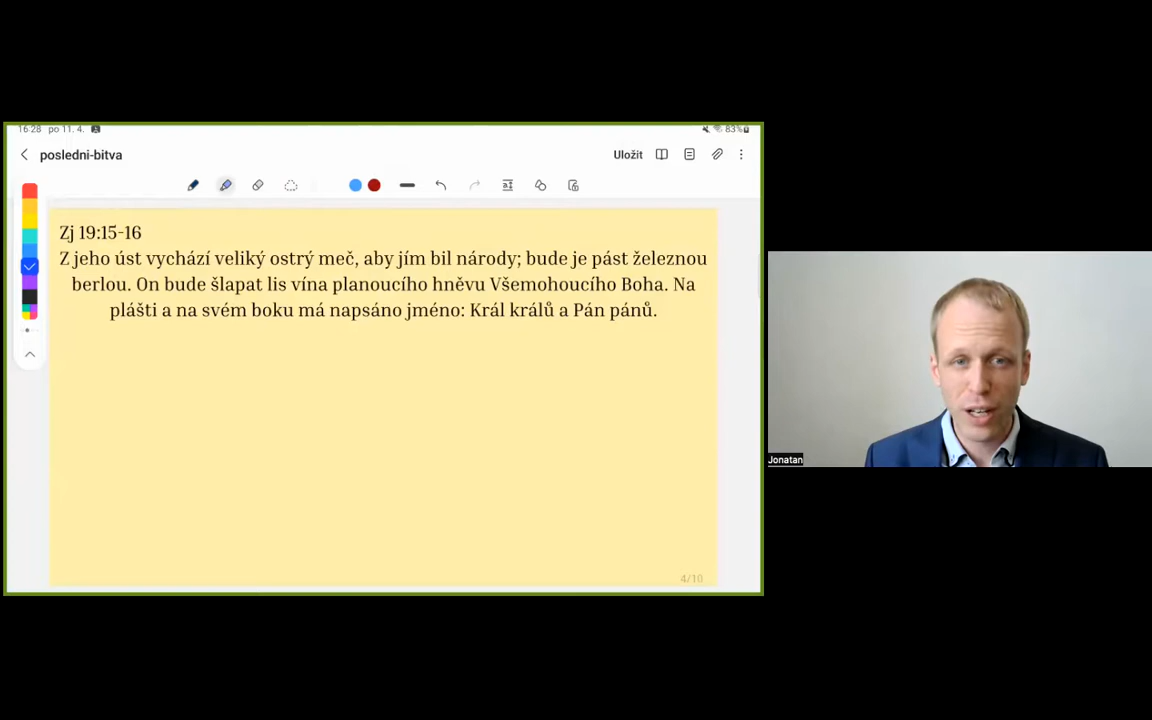 16:28 po 11. 4.
83%
posledni-bitva
Uložit
Zj 19:15-16
Z jeho úst vychází veliký ostrý meč, aby jím bil národy; bude je pást železnou
berlou. On bude šlapat lis vína planoucího hněvu Všemohoucího Boha. Na
plášti a na svém boku má napsáno jméno: Král králů a Pán pánů.
4/10
Jonatan